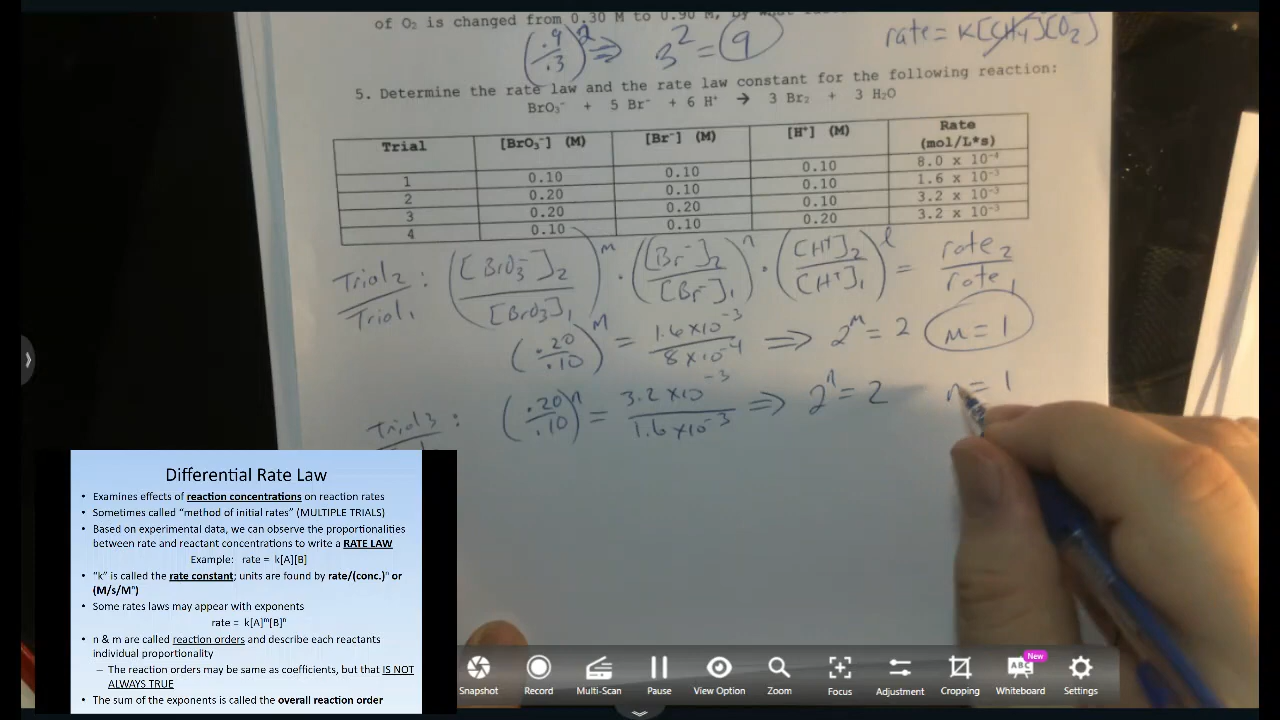 of O₂ is changed from 0.30 M to 0.90 M, by what
(.9/.3)² ⇒ 3² = 9
rate = K[CH₄][O₂]
5. Determine the rate law and the rate law constant for the following reaction:
BrO₃⁻ + 5 Br⁻ + 6 H⁺ → 3 Br₂ + 3 H₂O
Trial [BrO₃⁻] (M) [Br⁻] (M) [H⁺] (M) Rate (mol/L*s)
1 0.10 0.10 0.10 8.0 x 10⁻⁴
2 0.20 0.10 0.10 1.6 x 10⁻³
3 0.20 0.20 0.10 3.2 x 10⁻³
4 0.10 0.10 0.20 3.2 x 10⁻³
Trial 2/Trial 1 : ([BrO₃⁻]₂/[BrO₃⁻]₁)ᵐ · ([Br⁻]₂/[Br⁻]₁)ⁿ · ([H⁺]₂/[H⁺]₁)ˡ = rate₂/rate₁
(.20/.10)ᵐ = 1.6×10⁻³/8×10⁻⁴ ⇒ 2ᵐ = 2 m = 1
Trial 3 : (.20/.10)ⁿ = 3.2×10⁻³/1.6×10⁻³ ⇒ 2ⁿ = 2 n = 1
Differential Rate Law
• Examines effects of reaction concentrations on reaction rates
• Sometimes called “method of initial rates” (MULTIPLE TRIALS)
• Based on experimental data, we can observe the proportionalities
between rate and reactant concentrations to write a RATE LAW
Example: rate = k[A][B]
• “k” is called the rate constant; units are found by rate/(conc.)ⁿ or
(M/s/Mⁿ)
• Some rates laws may appear with exponents
rate = k[A]ᵐ[B]ⁿ
• n & m are called reaction orders and describe each reactants
individual proportionality
– The reaction orders may be same as coefficients, but that IS NOT
ALWAYS TRUE
• The sum of the exponents is called the overall reaction order
New
ABC
Snapshot Record Multi-Scan Pause View Option Zoom Focus Adjustment Cropping Whiteboard Settings